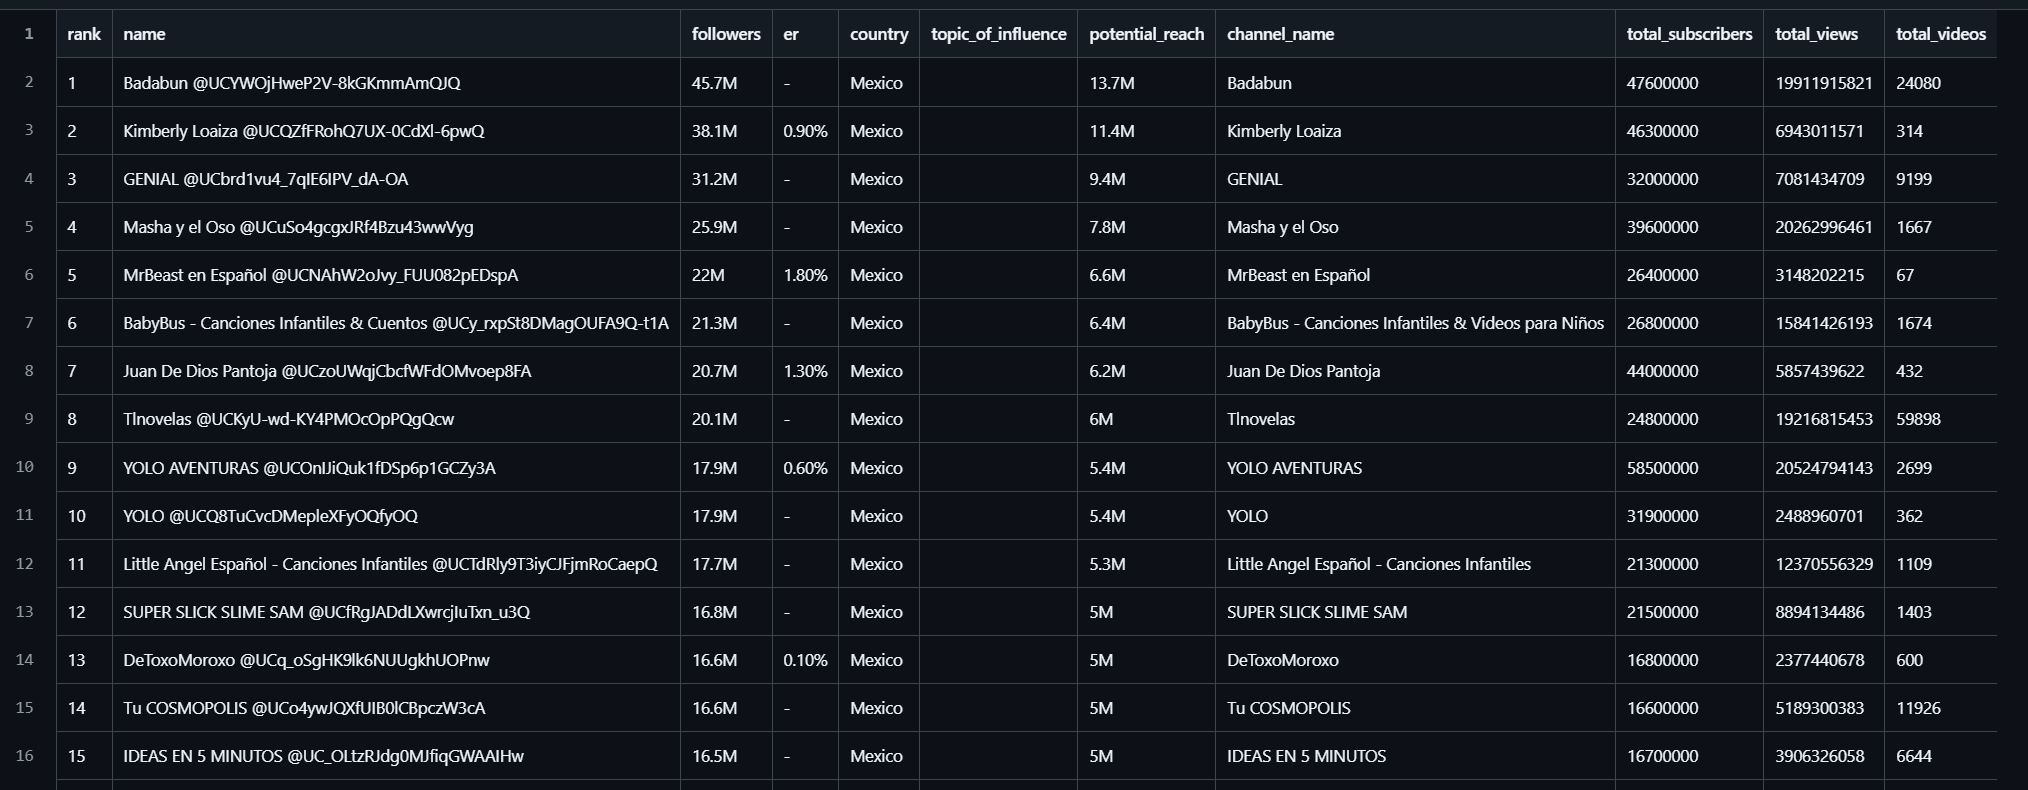 1 rank name followers er country topic_of_influence potential_reach channel_name total_subscribers total_views total_videos
2 1 Badabun @UCYWOjHweP2V-8kGKmmAmQJQ 45.7M - Mexico 13.7M Badabun 47600000 19911915821 24080
3 2 Kimberly Loaiza @UCQZfFRohQ7UX-0CdXl-6pwQ 38.1M 0.90% Mexico 11.4M Kimberly Loaiza 46300000 6943011571 314
4 3 GENIAL @UCbrd1vu4_7qIE6IPV_dA-OA 31.2M - Mexico 9.4M GENIAL 32000000 7081434709 9199
5 4 Masha y el Oso @UCuSo4gcgxJRf4Bzu43wwVyg 25.9M - Mexico 7.8M Masha y el Oso 39600000 20262996461 1667
6 5 MrBeast en Español @UCNAhW2oJvy_FUU082pEDspA 22M 1.80% Mexico 6.6M MrBeast en Español 26400000 3148202215 67
7 6 BabyBus - Canciones Infantiles & Cuentos @UCy_rxpSt8DMagOUFA9Q-t1A 21.3M - Mexico 6.4M BabyBus - Canciones Infantiles & Videos para Niños 26800000 15841426193 1674
8 7 Juan De Dios Pantoja @UCzoUWqjCbcfWFdOMvoep8FA 20.7M 1.30% Mexico 6.2M Juan De Dios Pantoja 44000000 5857439622 432
9 8 Tlnovelas @UCKyU-wd-KY4PMOcOpPQgQcw 20.1M - Mexico 6M Tlnovelas 24800000 19216815453 59898
10 9 YOLO AVENTURAS @UCOnIJiQuk1fDSp6p1GCZy3A 17.9M 0.60% Mexico 5.4M YOLO AVENTURAS 58500000 20524794143 2699
11 10 YOLO @UCQ8TuCvcDMepleXFyOQfyOQ 17.9M - Mexico 5.4M YOLO 31900000 2488960701 362
12 11 Little Angel Español - Canciones Infantiles @UCTdRly9T3iyCJFjmRoCaepQ 17.7M - Mexico 5.3M Little Angel Español - Canciones Infantiles 21300000 12370556329 1109
13 12 SUPER SLICK SLIME SAM @UCfRgJADdLXwrcjIuTxn_u3Q 16.8M - Mexico 5M SUPER SLICK SLIME SAM 21500000 8894134486 1403
14 13 DeToxoMoroxo @UCq_oSgHK9lk6NUUgkhUOPnw 16.6M 0.10% Mexico 5M DeToxoMoroxo 16800000 2377440678 600
15 14 Tu COSMOPOLIS @UCo4ywJQXfUIB0lCBpczW3cA 16.6M - Mexico 5M Tu COSMOPOLIS 16600000 5189300383 11926
16 15 IDEAS EN 5 MINUTOS @UC_OLtzRJdg0MJfiqGWAAIHw 16.5M - Mexico 5M IDEAS EN 5 MINUTOS 16700000 3906326058 6644